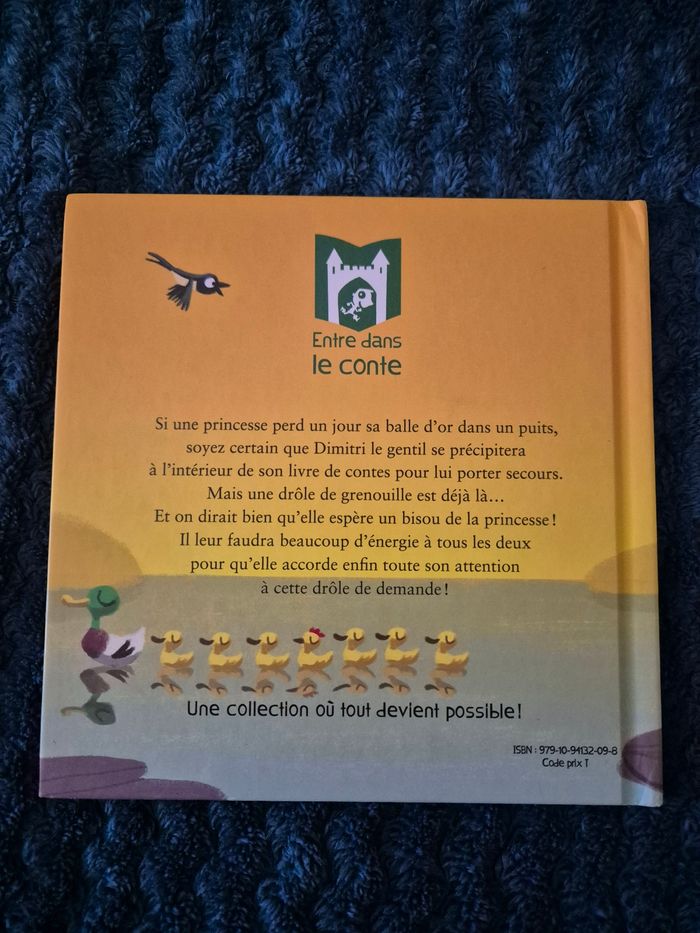 Entre dans
le conte
Si une princesse perd un jour sa balle d'or dans un puits,
soyez certain que Dimitri le gentil se précipitera
à l'intérieur de son livre de contes pour lui porter secours.
Mais une drôle de grenouille est déjà là...
Et on dirait bien qu'elle espère un bisou de la princesse !
Il leur faudra beaucoup d'énergie à tous les deux
pour qu'elle accorde enfin toute son attention
à cette drôle de demande !
Une collection où tout devient possible !
ISBN : 979-10-94132-09-8
Code prix T